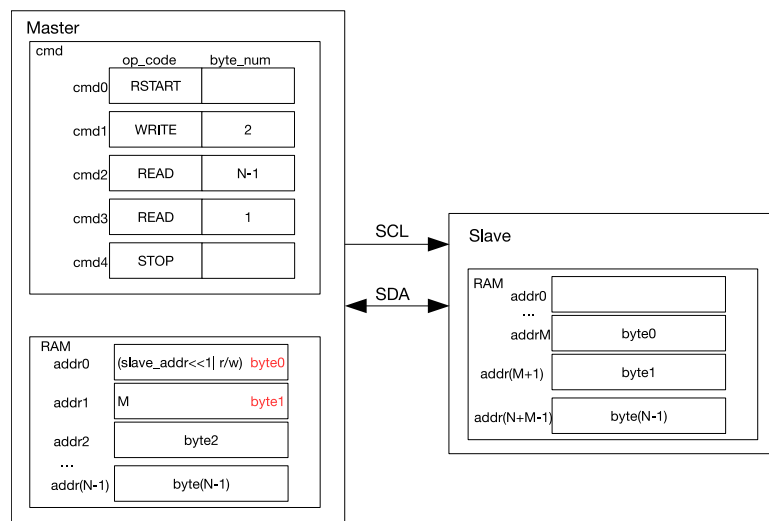 Master
cmd
op_code byte_num
cmd0 RSTART
cmd1 WRITE 2
cmd2 READ N-1
cmd3 READ 1
cmd4 STOP
SCL
SDA
RAM
addr0 (slave_addr<<1| r/w) byte0
addr1 M byte1
addr2 byte2
...
addr(N-1) byte(N-1)
Slave
RAM
addr0
...
addrM byte0
addr(M+1) byte1
addr(N+M-1) byte(N-1)